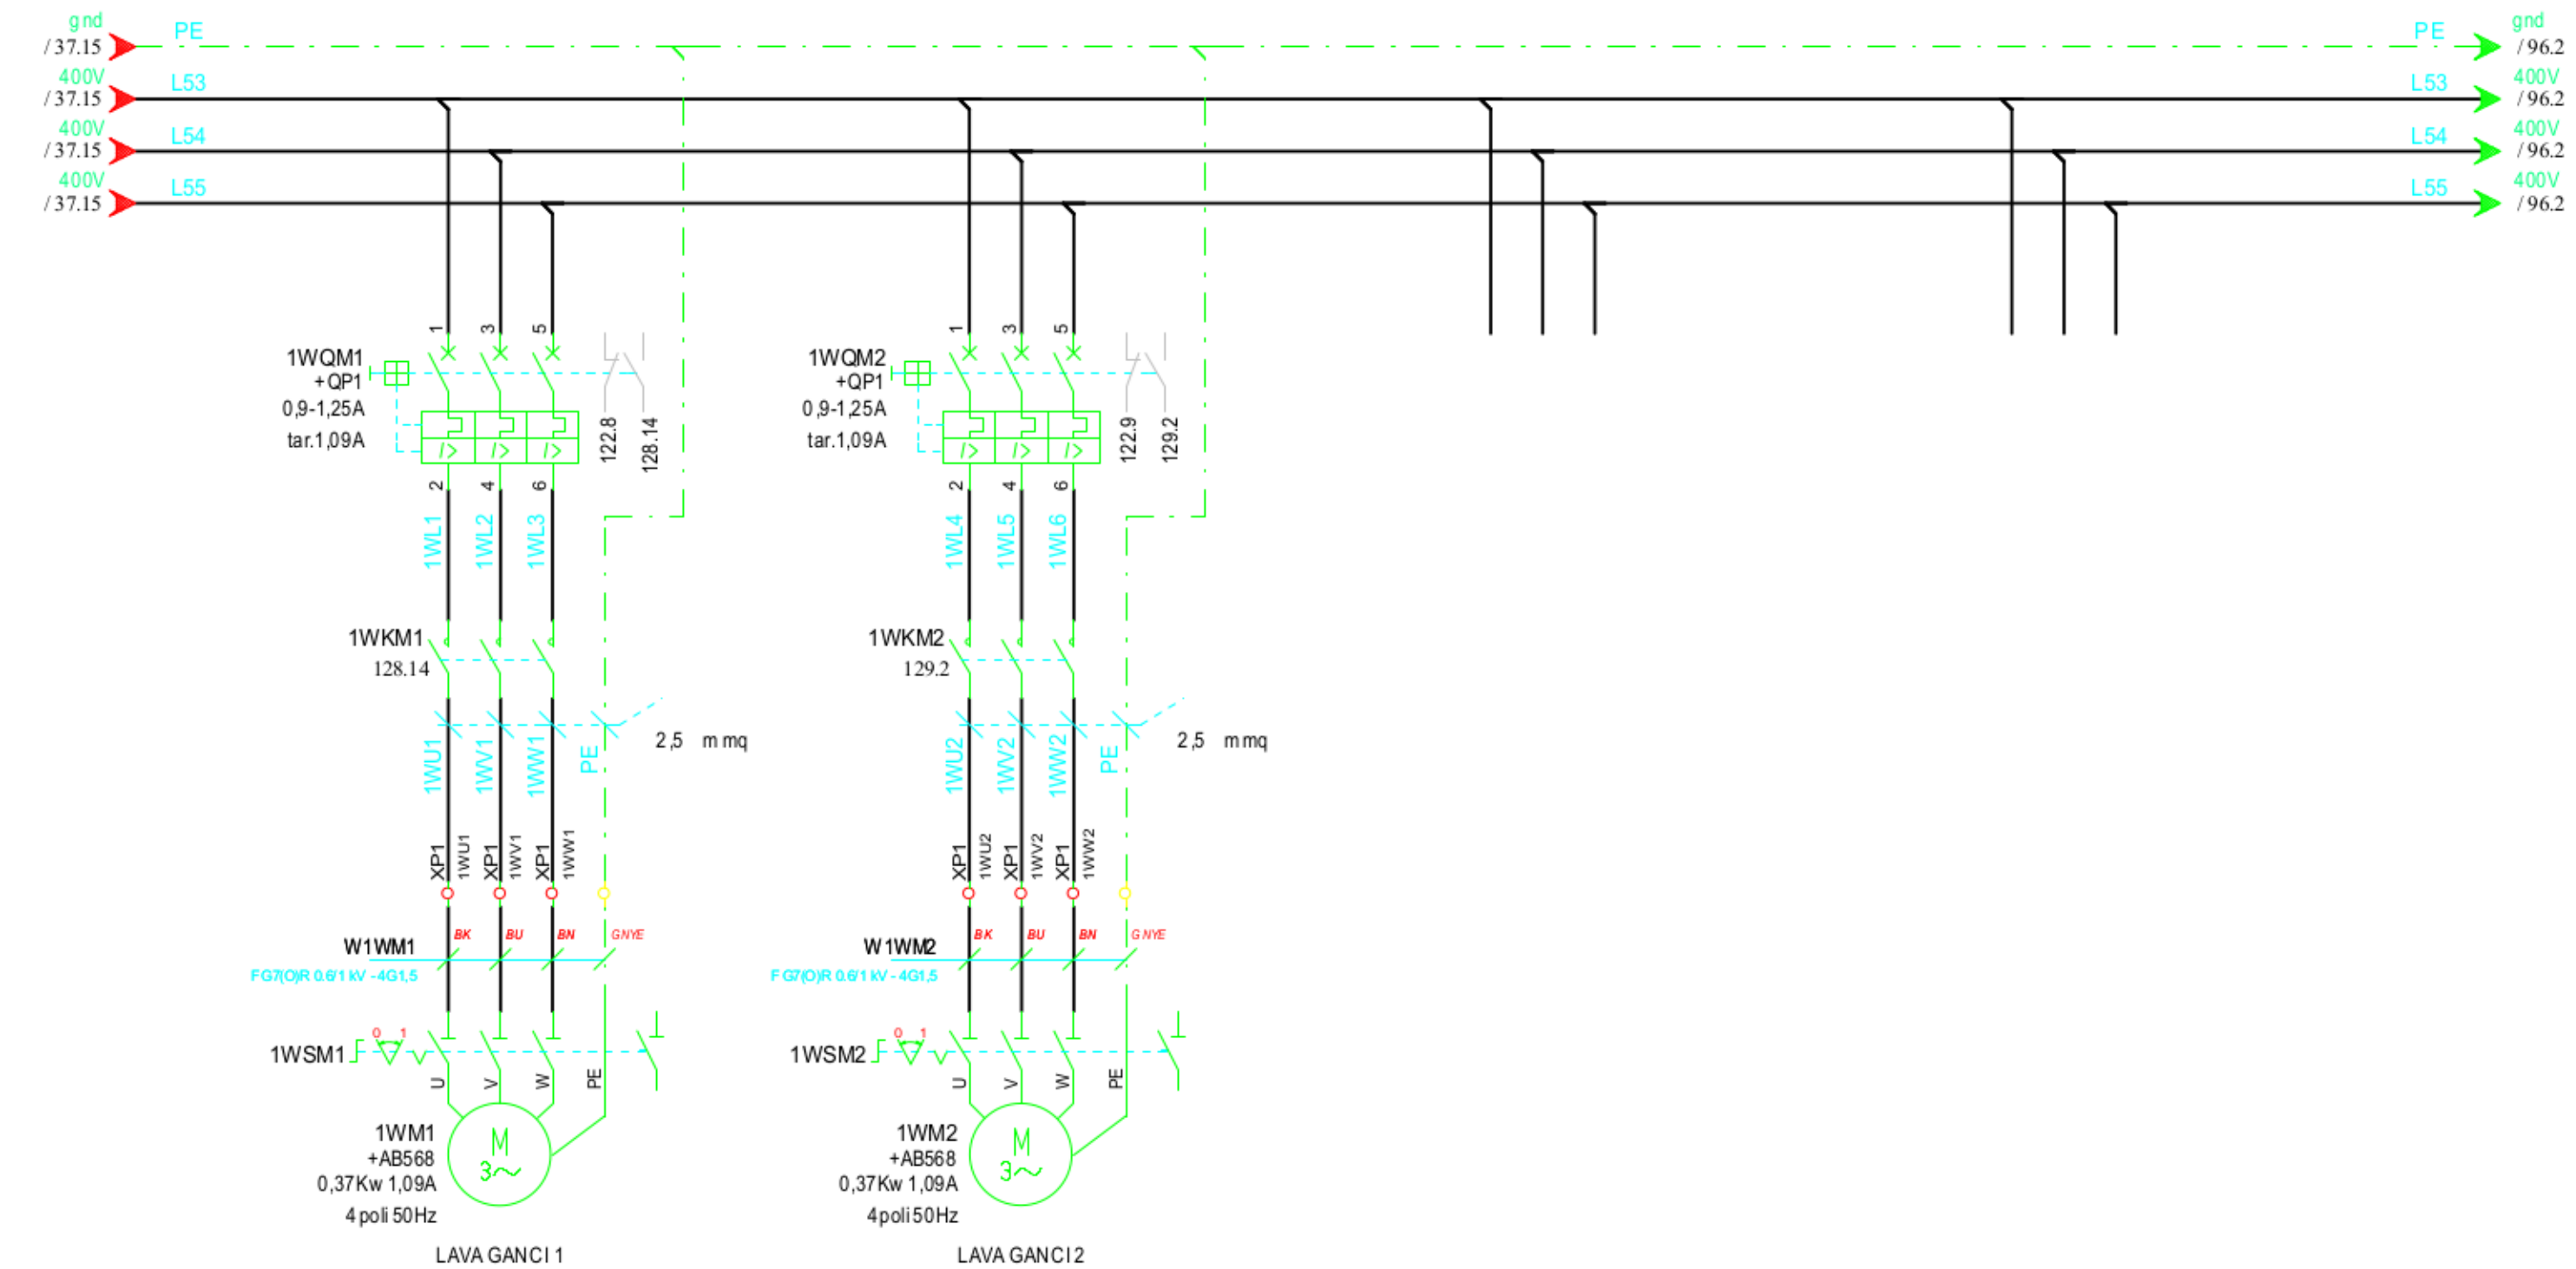 gnd
/ 37.15
PE
PE
gnd
/ 96.2
400V
/ 37.15
L53
L53
400V
/ 96.2
400V
/ 37.15
L54
L54
400V
/ 96.2
400V
/ 37.15
L55
L55
400V
/ 96.2
1 3 5
1WQM1
+QP1
0,9-1,25A
tar.1,09A
I> I> I>
122.8
128.14
2 4 6
1WL1
1WL2
1WL3
1WKM1
128.14
2,5 mmq
1WU1
1WV1
1WW1
PE
XP1
1WU1
XP1
1WV1
XP1
1WW1
BK BU BN GNYE
W1WM1
FG7(O)R 0.6/1 kV - 4G1,5
0 1
1WSM1
U V W PE
1WM1
+AB568
0,37Kw 1,09A
4poli 50Hz
M
3~
LAVA GANCI 1
1 3 5
1WQM2
+QP1
0,9-1,25A
tar.1,09A
I> I> I>
122.9
129.2
2 4 6
1WL4
1WL5
1WL6
1WKM2
129.2
2,5 mmq
1WU2
1WV2
1WW2
PE
XP1
1WU2
XP1
1WV2
XP1
1WW2
BK BU BN GNYE
W1WM2
FG7(O)R 0.6/1 kV - 4G1,5
0 1
1WSM2
U V W PE
1WM2
+AB568
0,37Kw 1,09A
4poli 50Hz
M
3~
LAVA GANCI 2